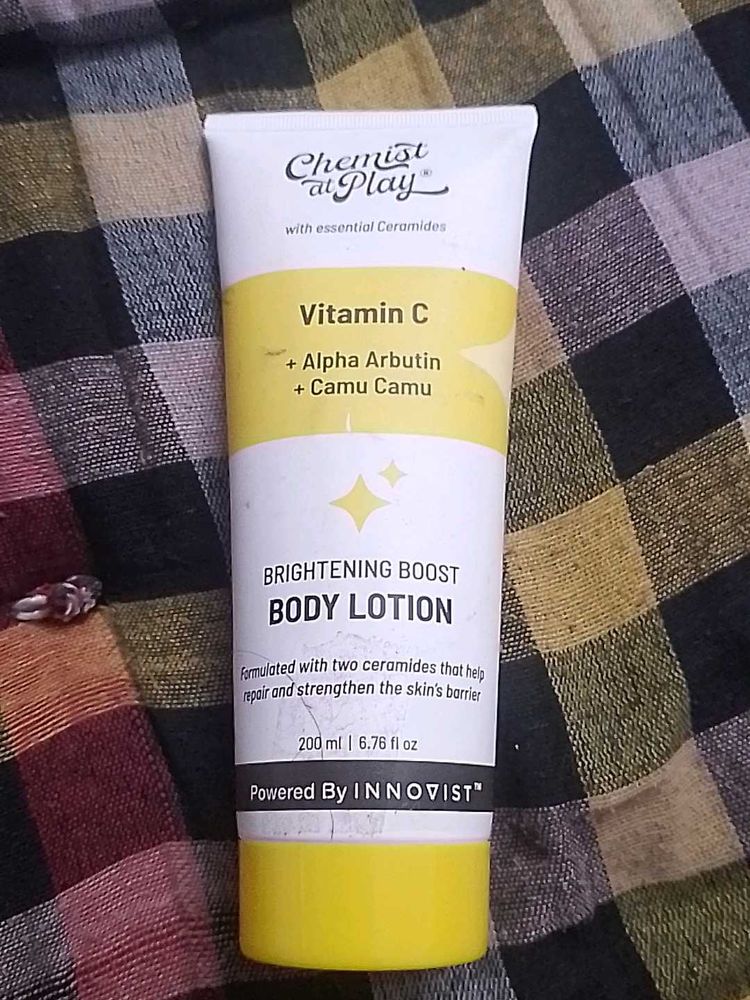 Chemist
at Play®
with essential Ceramides
Vitamin C
+ Alpha Arbutin
+ Camu Camu
BRIGHTENING BOOST
BODY LOTION
Formulated with two ceramides that help
repair and strengthen the skin's barrier
200 ml | 6.76 fl oz
Powered By INNOVIST™